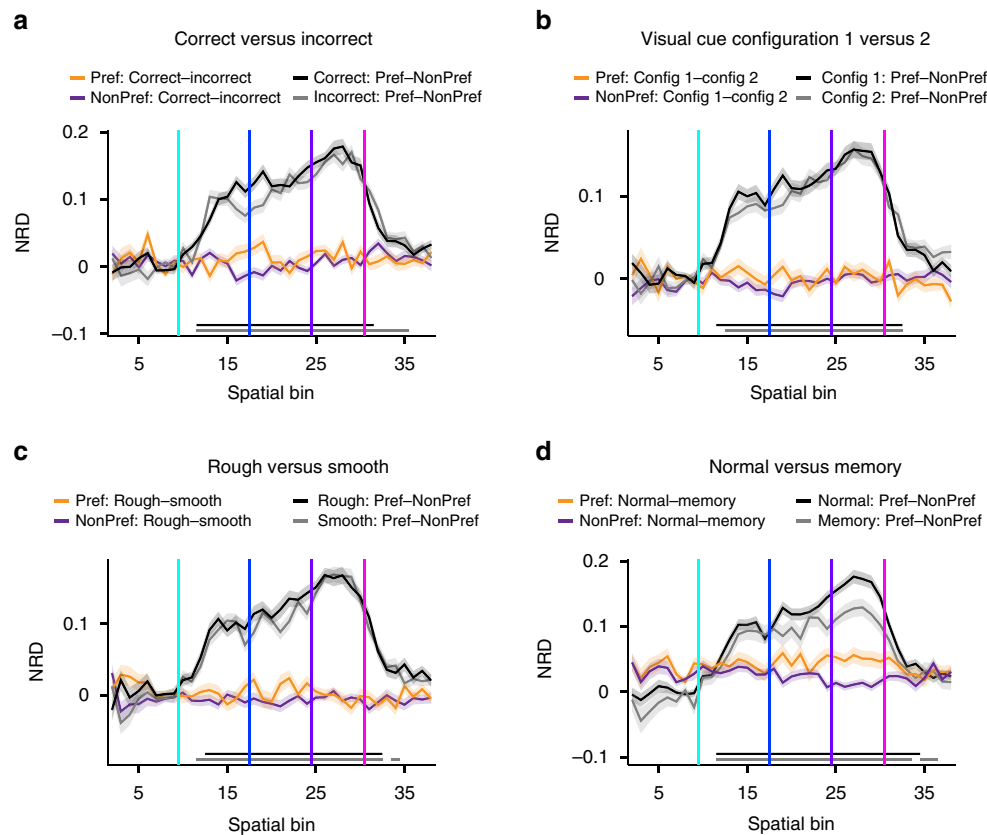 a
Correct versus incorrect
Pref: Correct–incorrect
Correct: Pref–NonPref
NonPref: Correct–incorrect
Incorrect: Pref–NonPref
NRD
0.2
0.1
0
–0.1
5
15
25
35
Spatial bin
b
Visual cue configuration 1 versus 2
Pref: Config 1–config 2
Config 1: Pref–NonPref
NonPref: Config 1–config 2
Config 2: Pref–NonPref
NRD
0.1
0
5
15
25
35
Spatial bin
c
Rough versus smooth
Pref: Rough–smooth
Rough: Pref–NonPref
NonPref: Rough–smooth
Smooth: Pref–NonPref
NRD
0.1
0
5
15
25
35
Spatial bin
d
Normal versus memory
Pref: Normal–memory
Normal: Pref–NonPref
NonPref: Normal–memory
Memory: Pref–NonPref
NRD
0.2
0.1
0
–0.1
5
15
25
35
Spatial bin